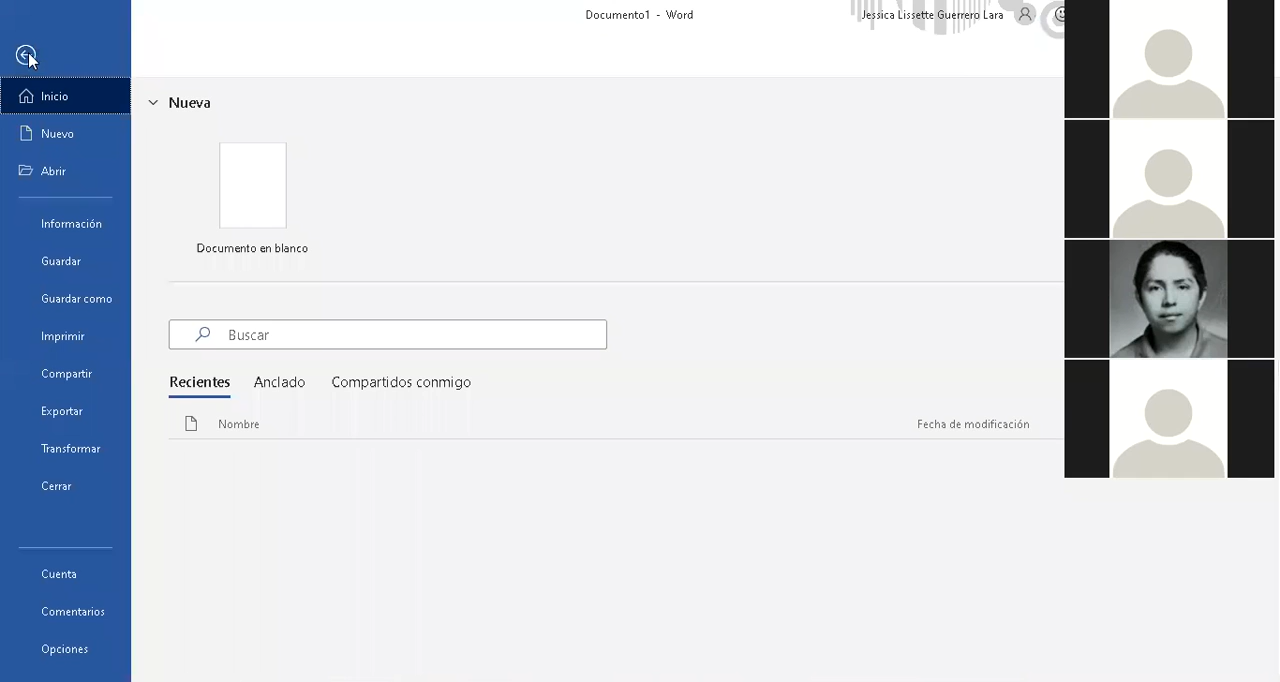 Documento1 - Word
Jessica Lissette Guerrero Lara
Inicio
Nuevo
Abrir
Información
Guardar
Guardar como
Imprimir
Compartir
Exportar
Transformar
Cerrar
Cuenta
Comentarios
Opciones
Nueva
Documento en blanco
Buscar
Recientes Anclado Compartidos conmigo
Nombre Fecha de modificación